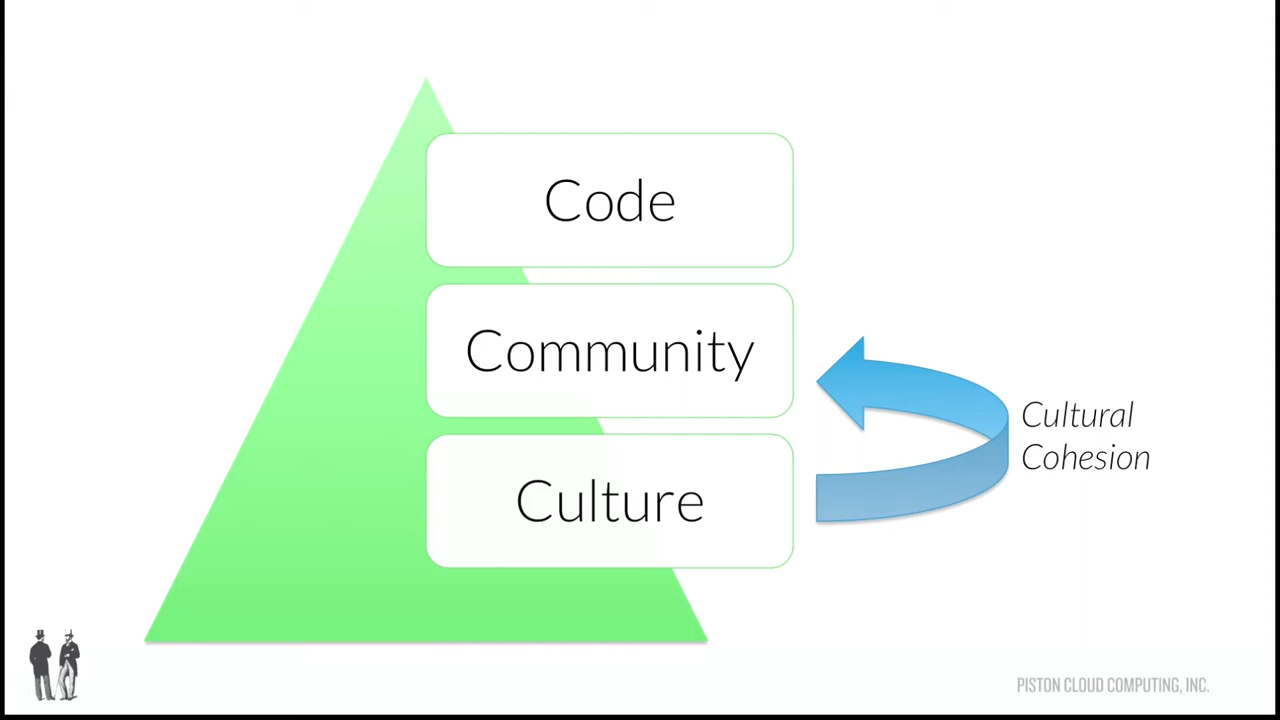 Code
Community
Culture
Cultural
Cohesion
PISTON CLOUD COMPUTING, INC.